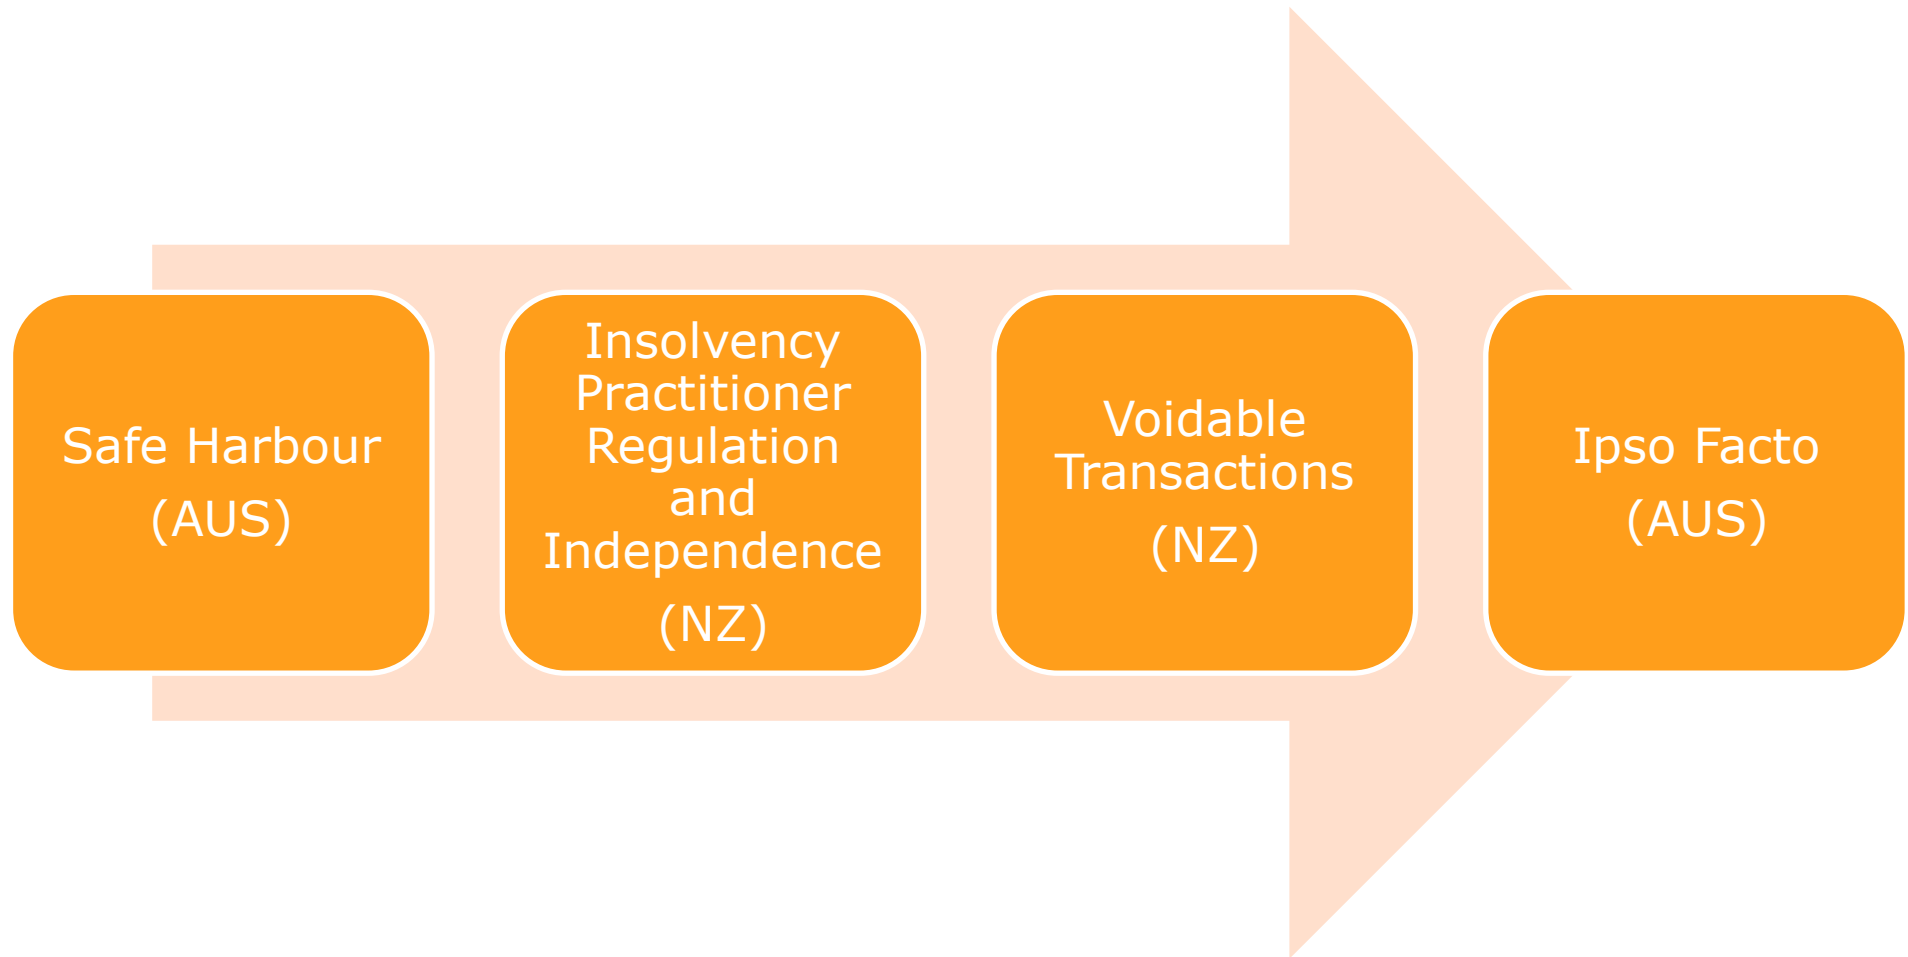 Safe Harbour
(AUS)
Insolvency
Practitioner
Regulation
and
Independence
(NZ)
Voidable
Transactions
(NZ)
Ipso Facto
(AUS)